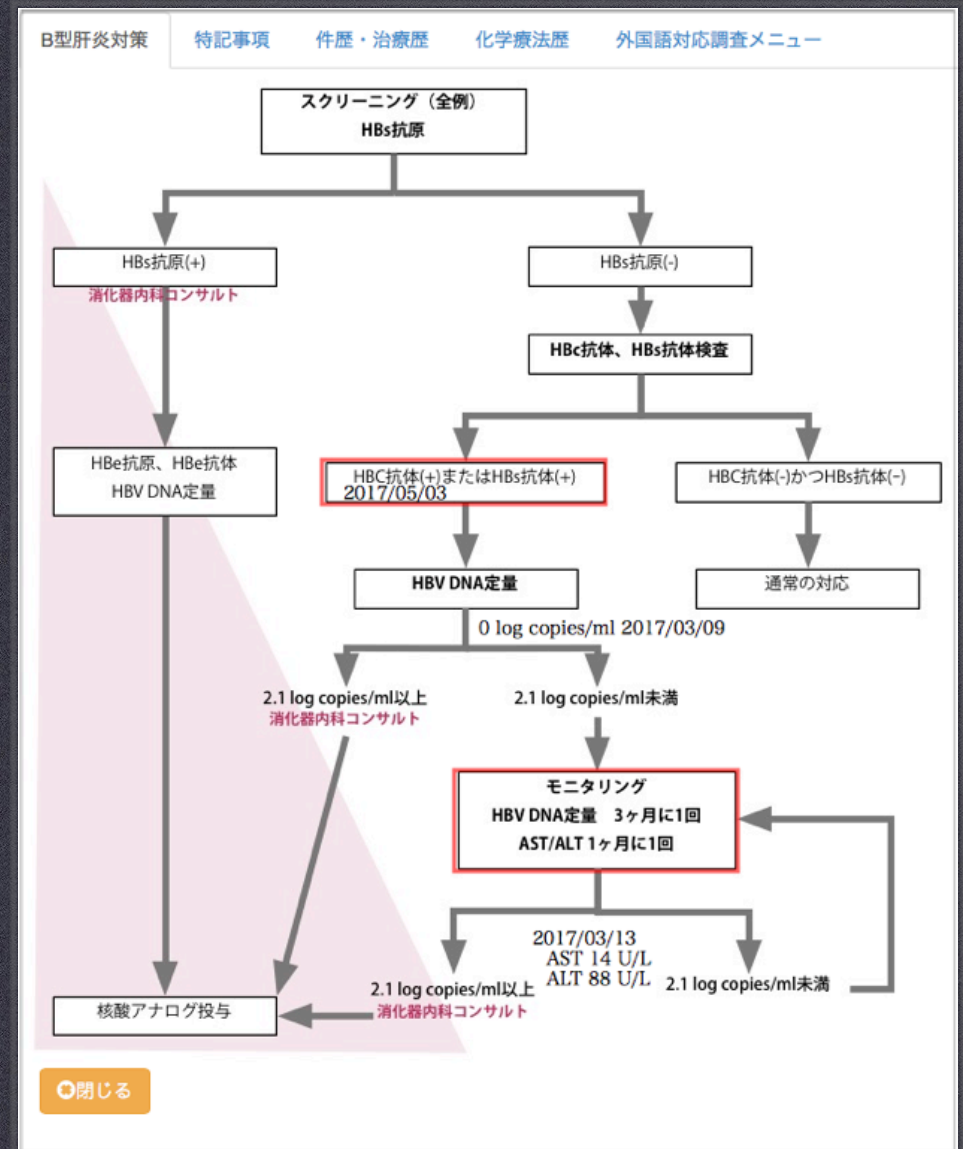 B型肝炎対策
特記事項
件歴・治療歴
化学療法歴
外国語対応調査メニュー
スクリーニング（全例）
HBs抗原
HBs抗原(+)
消化器内科コンサルト
HBs抗原(-)
HBc抗体、HBs抗体検査
HBe抗原、HBe抗体
HBV DNA定量
HBC抗体(+)またはHBs抗体(+)
2017/05/03
HBC抗体(-)かつHBs抗体(-)
HBV DNA定量
通常の対応
0 log copies/ml 2017/03/09
2.1 log copies/ml以上
消化器内科コンサルト
2.1 log copies/ml未満
モニタリング
HBV DNA定量　3ヶ月に1回
AST/ALT 1ヶ月に1回
2017/03/13
AST 14 U/L
ALT 88 U/L
2.1 log copies/ml以上
消化器内科コンサルト
2.1 log copies/ml未満
核酸アナログ投与
閉じる